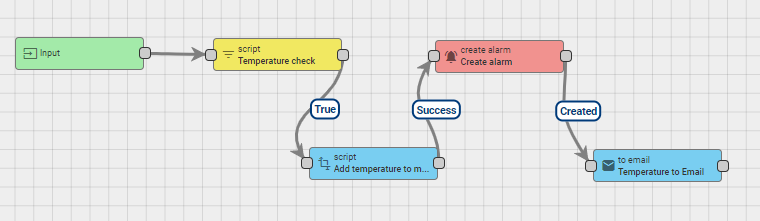 Input
script
Temperature check
True
script
Add temperature to m...
Success
create alarm
Create alarm
Created
to email
Temperature to Email